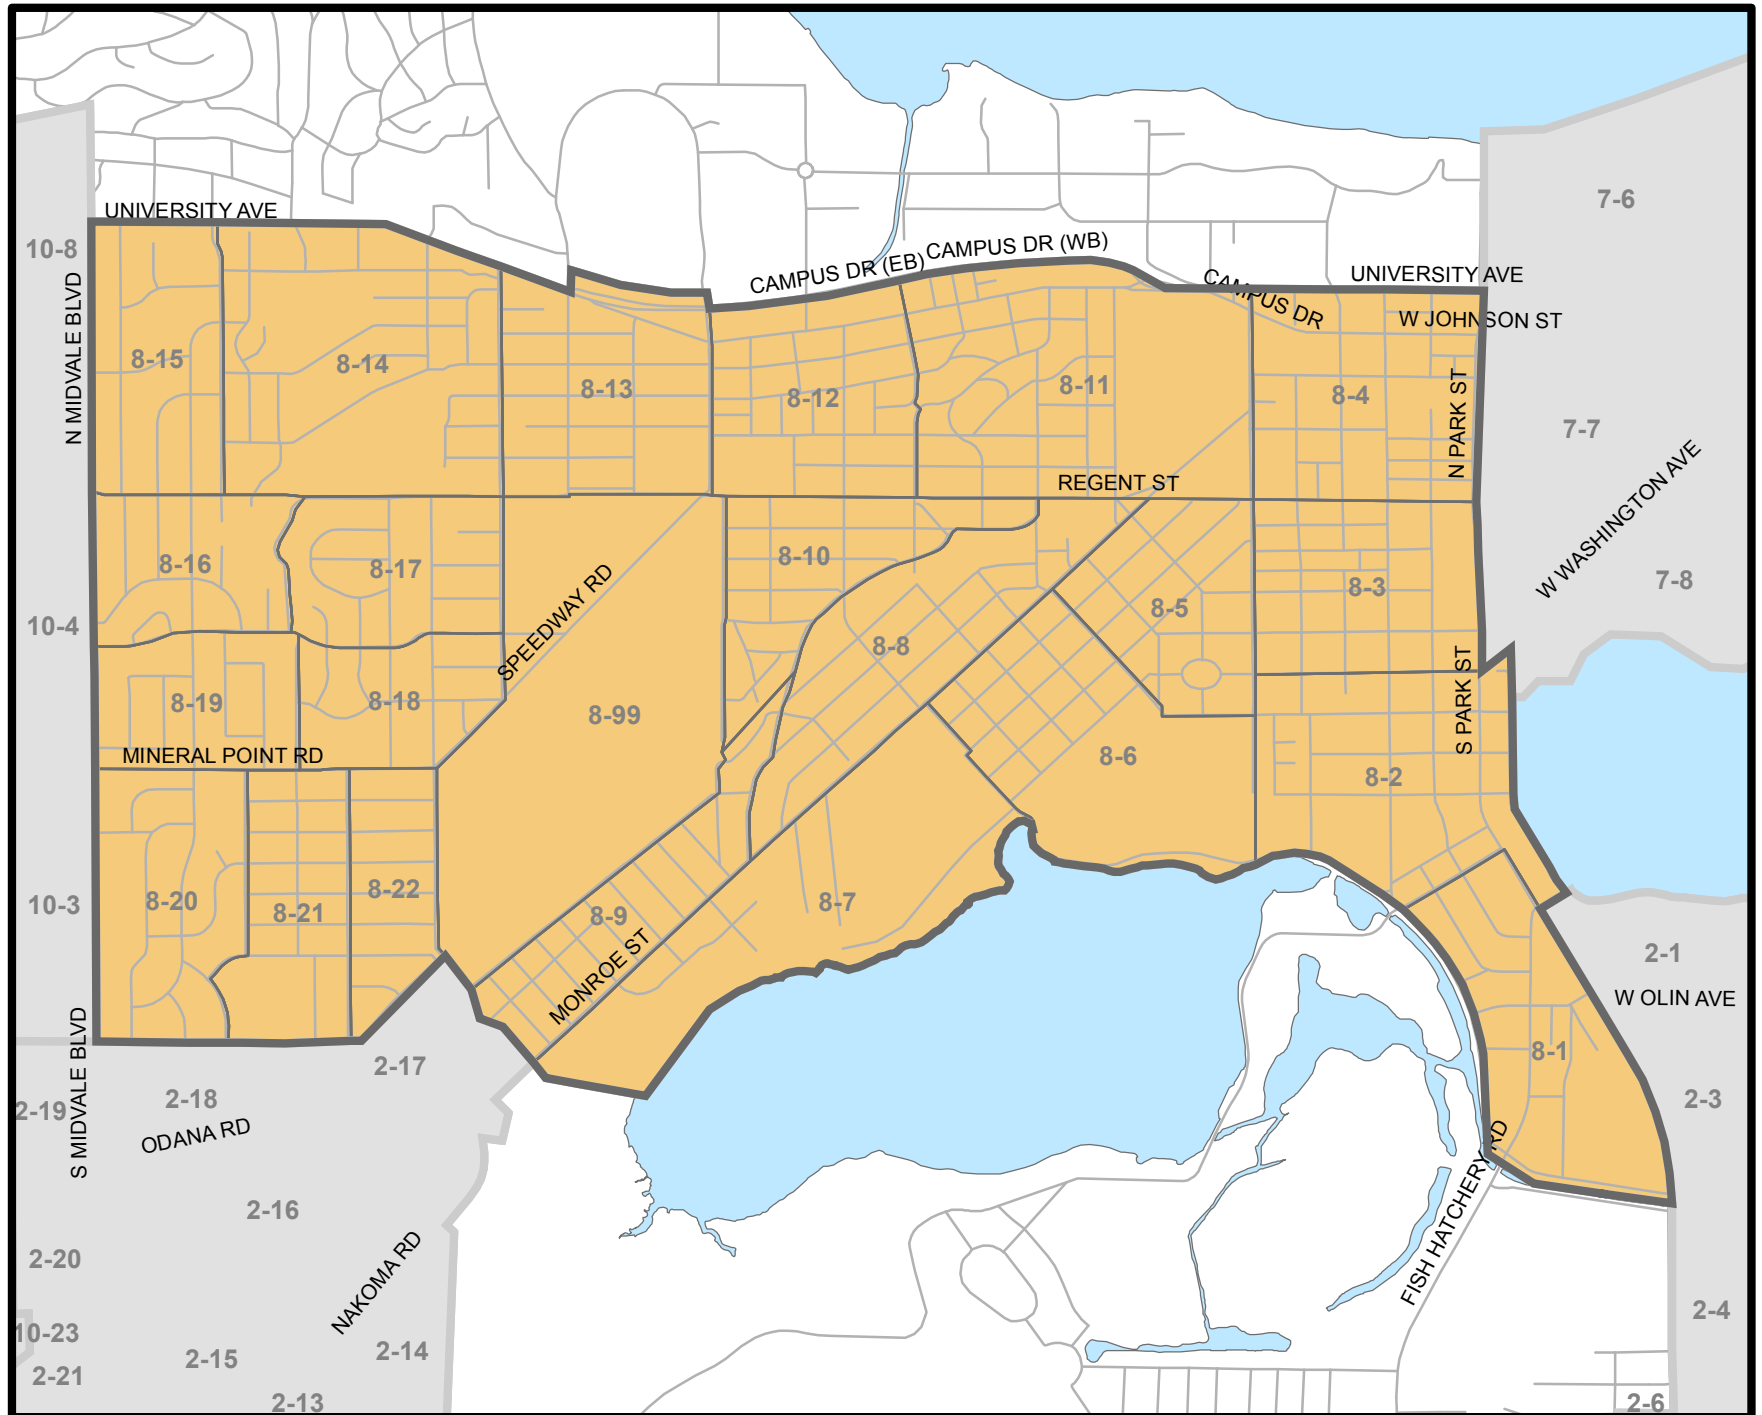 7-6
UNIVERSITY AVE
10-8
CAMPUS DR (EB)
CAMPUS DR (WB)
CAMPUS DR
UNIVERSITY AVE
W JOHNSON ST
N MIDVALE BLVD
8-15
8-14
8-13
8-12
8-11
8-4
N PARK ST
7-7
REGENT ST
W WASHINGTON AVE
8-16
8-17
8-10
8-5
8-3
7-8
10-4
SPEEDWAY RD
8-8
8-19
8-18
8-99
S PARK ST
MINERAL POINT RD
8-6
8-2
8-20
8-21
8-22
8-9
8-7
10-3
MONROE ST
2-1
W OLIN AVE
S MIDVALE BLVD
2-17
8-1
2-18
2-19
2-3
ODANA RD
FISH HATCHERY RD
2-16
2-20
NAKOMA RD
2-4
10-23
2-15
2-14
2-21
2-13
2-6